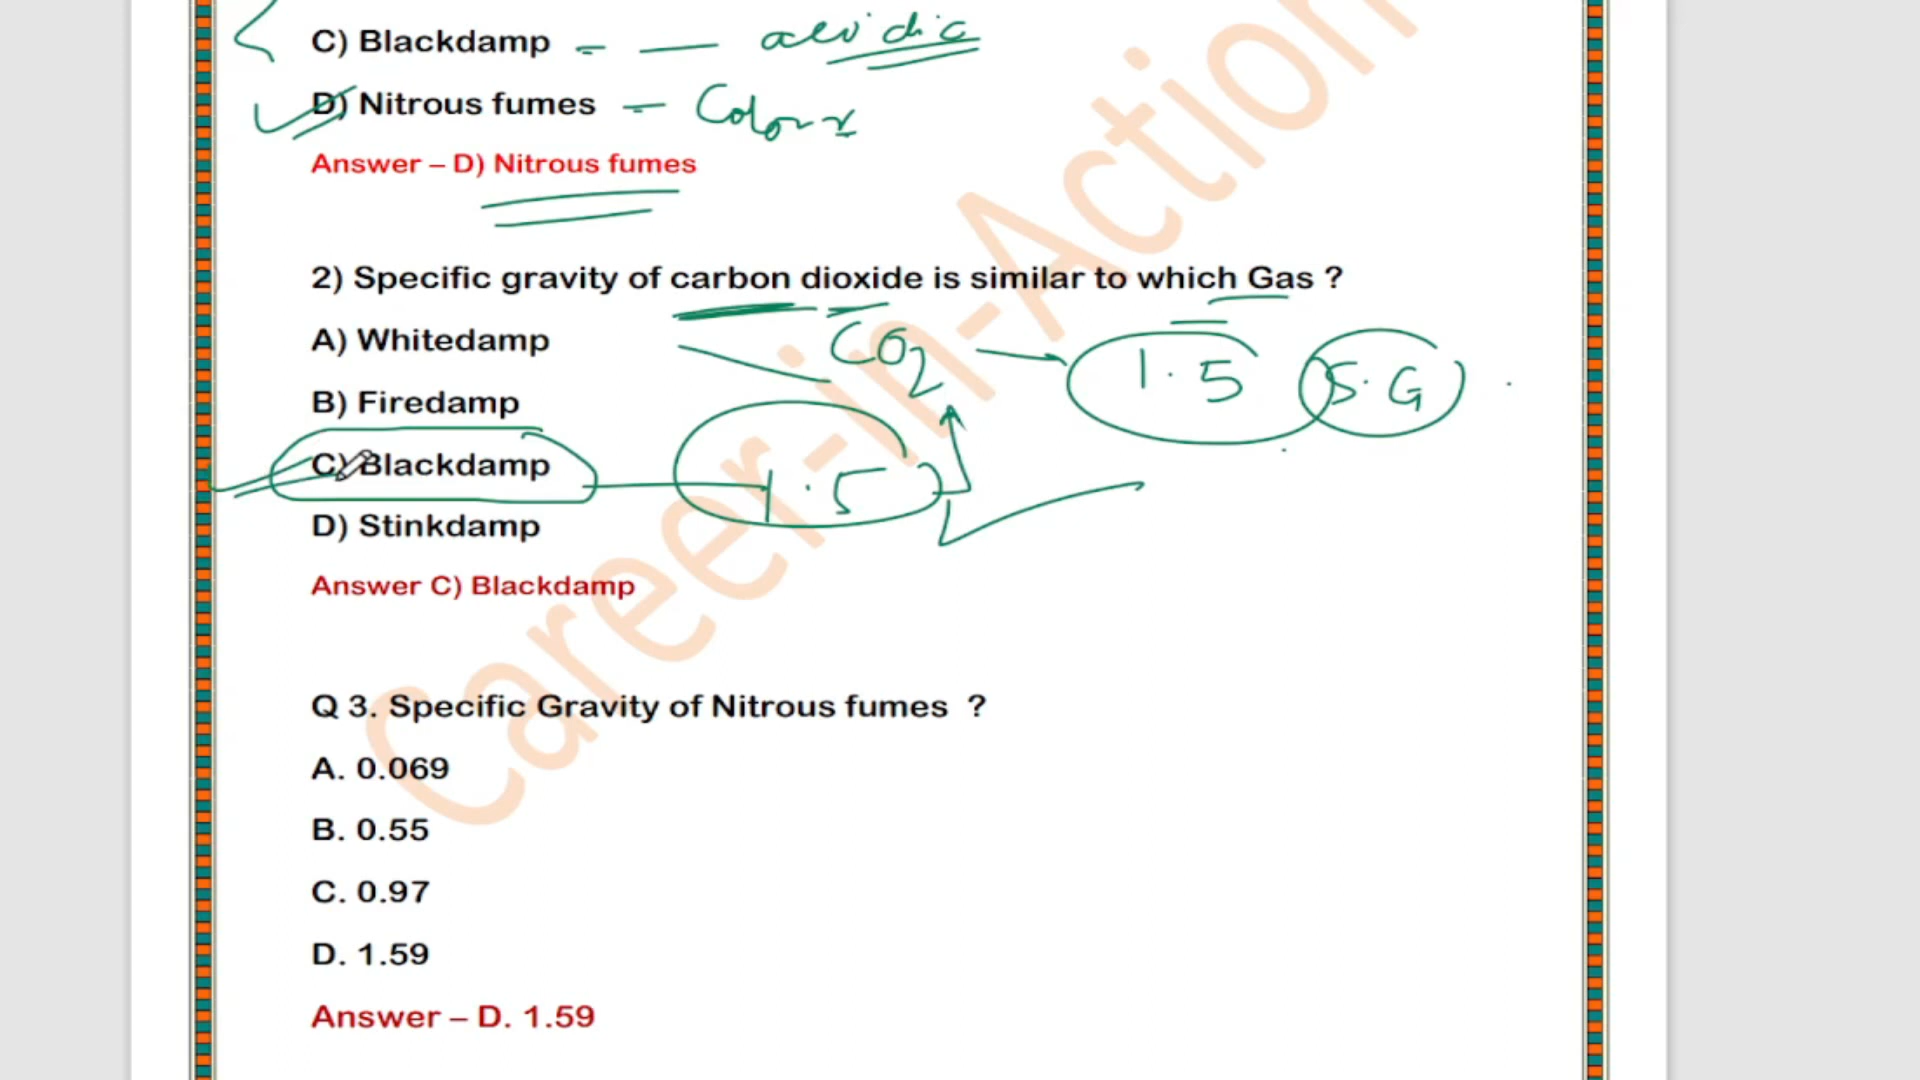 C) Blackdamp = — acidic
D) Nitrous fumes — Colour
Answer – D) Nitrous fumes
2) Specific gravity of carbon dioxide is similar to which Gas ?
A) Whitedamp CO2 1.5 S.G
B) Firedamp
C) Blackdamp 1.5
D) Stinkdamp
Answer C) Blackdamp
Q 3. Specific Gravity of Nitrous fumes ?
A. 0.069
B. 0.55
C. 0.97
D. 1.59
Answer – D. 1.59
Career-in-Action